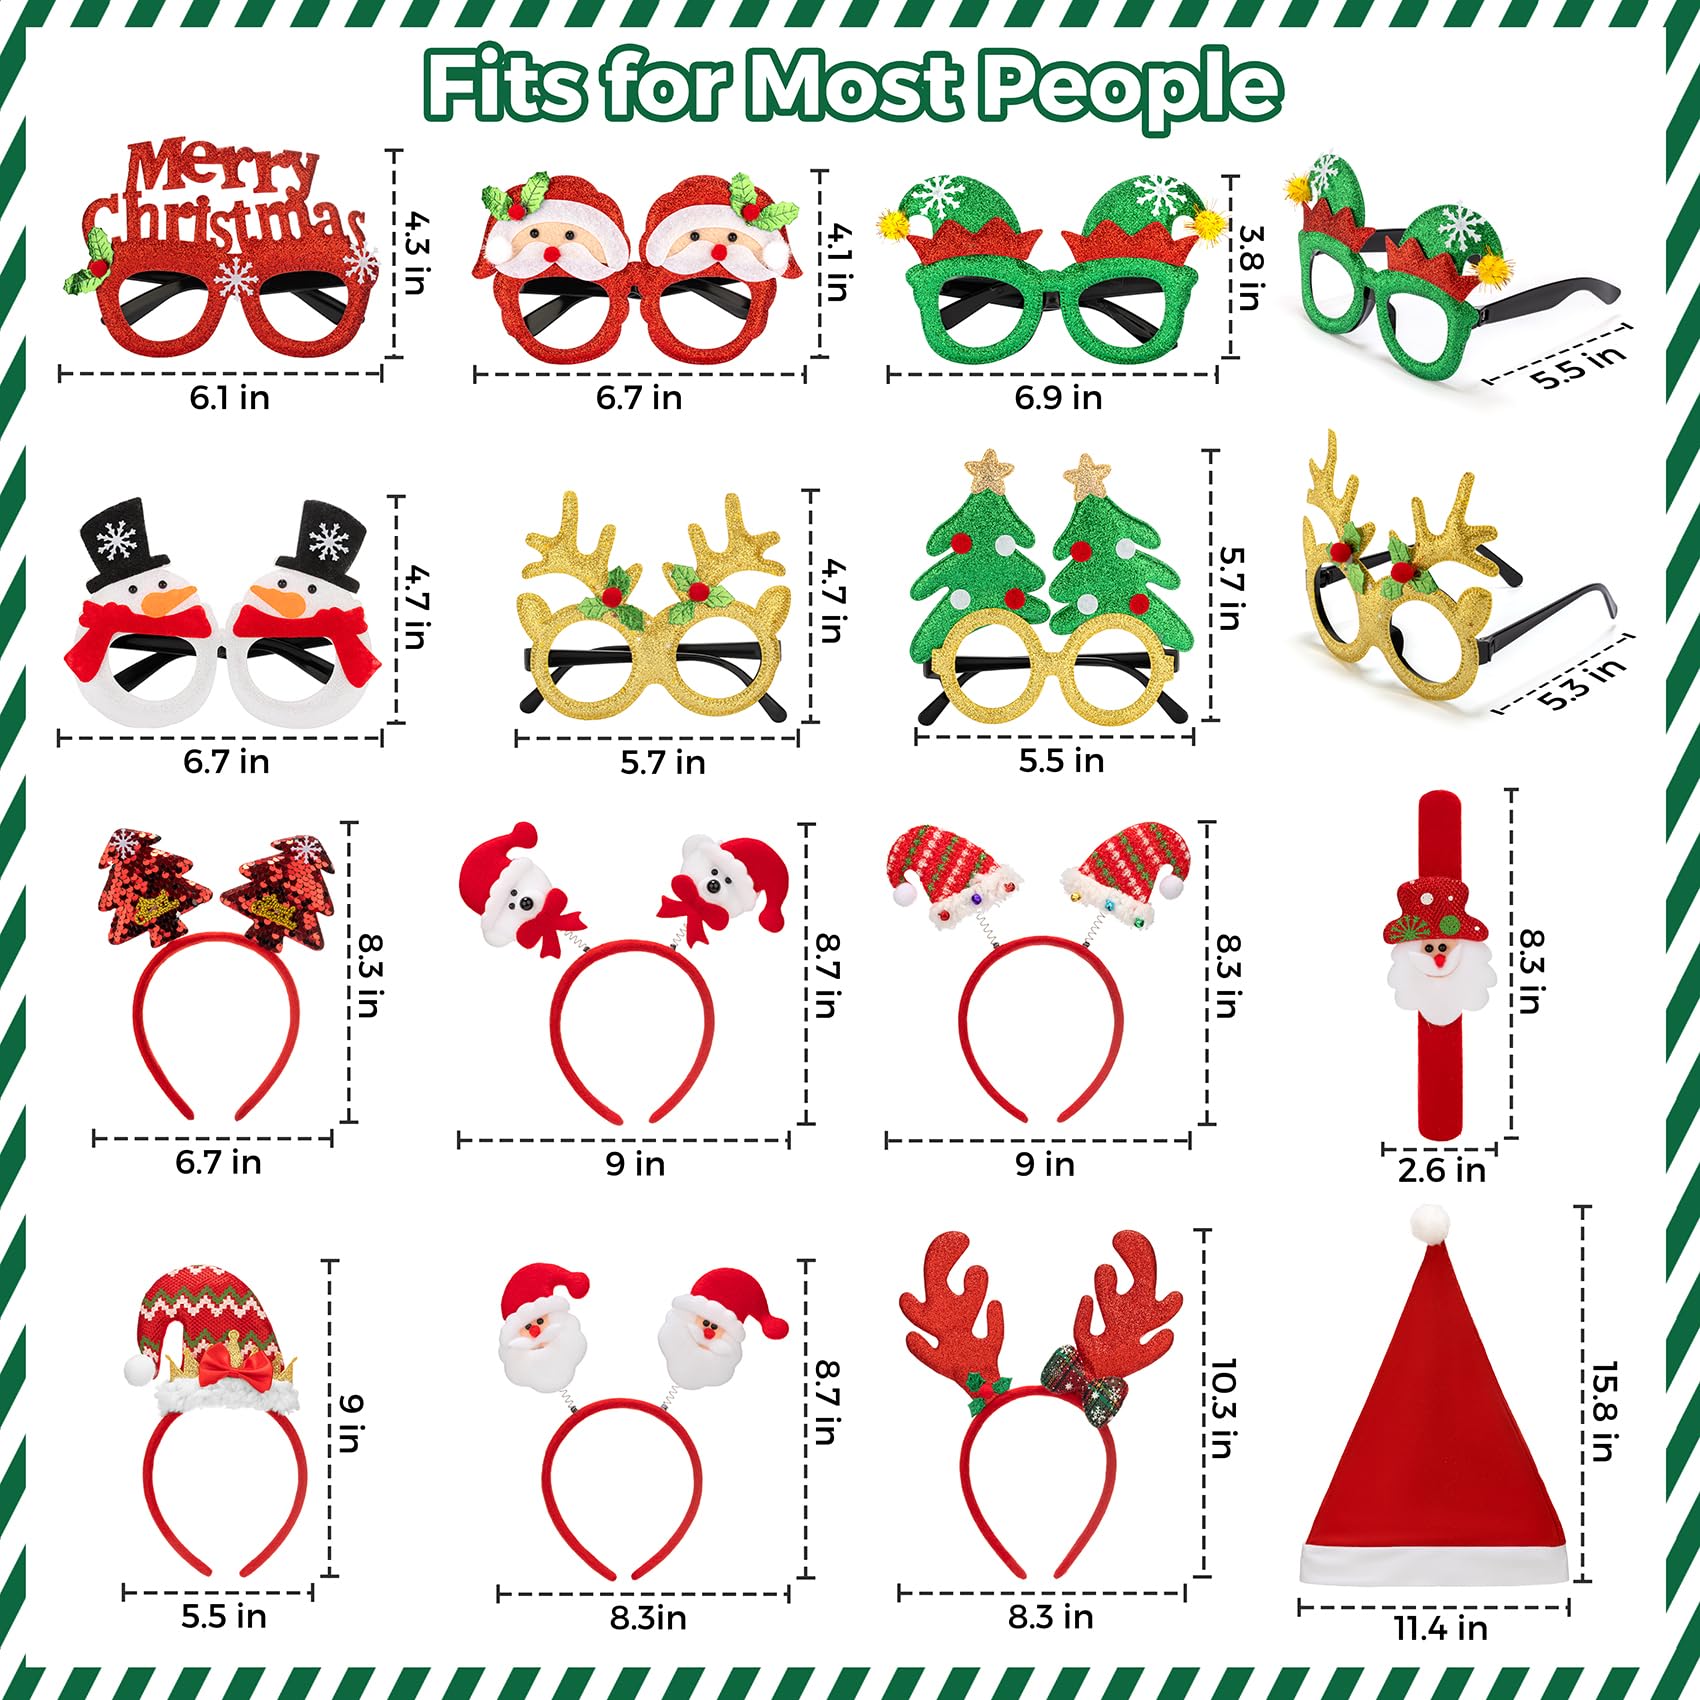 Fits for Most People
Merry
Christmas
4.3 in
6.1 in
4.1 in
6.7 in
3.8 in
6.9 in
5.5 in
4.7 in
6.7 in
4.7 in
5.7 in
5.7 in
5.5 in
5.3 in
8.3 in
6.7 in
8.7 in
9 in
8.3 in
9 in
8.3 in
2.6 in
9 in
5.5 in
8.7 in
8.3in
10.3 in
8.3 in
15.8 in
11.4 in